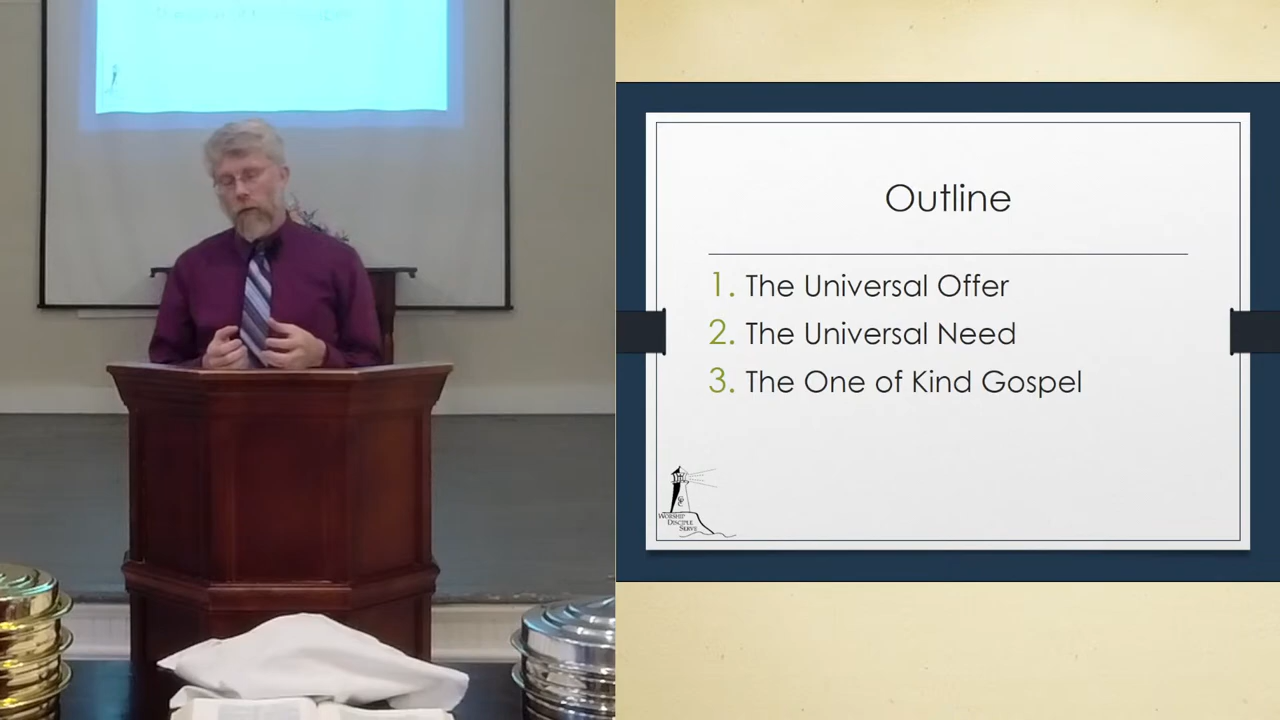 Outline
1. The Universal Offer
2. The Universal Need
3. The One of Kind Gospel
WORSHIP
DISCIPLE
SERVE